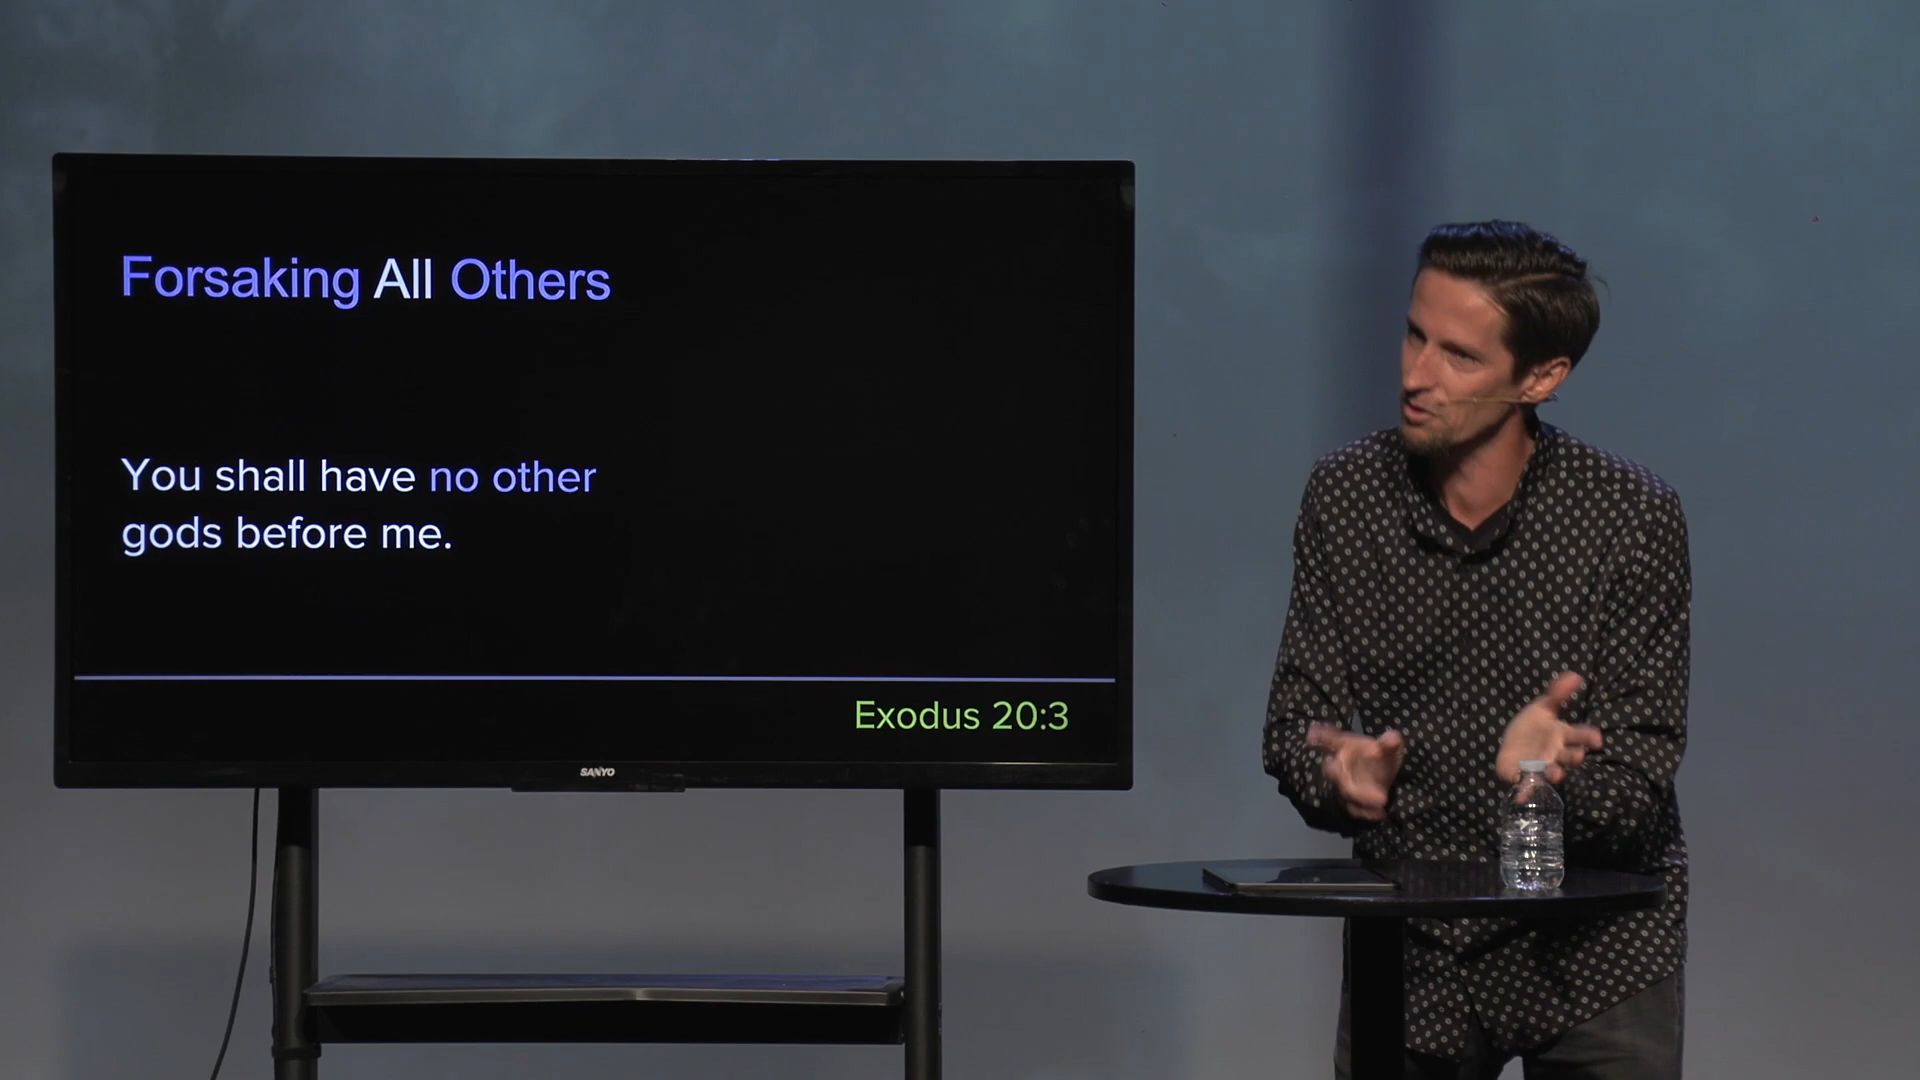 Forsaking All Others
You shall have no other
gods before me.
Exodus 20:3
SANYO